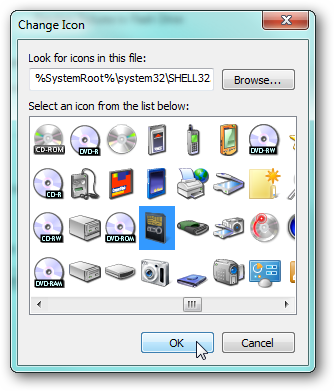 Change Icon
Look for icons in this file:
%SystemRoot%\system32\SHELL32
Browse...
Select an icon from the list below:
CD-ROM
DVD-R
DVD-RW
CD-R
CD-RW
DVD-ROM
DVD-RAM
OK
Cancel